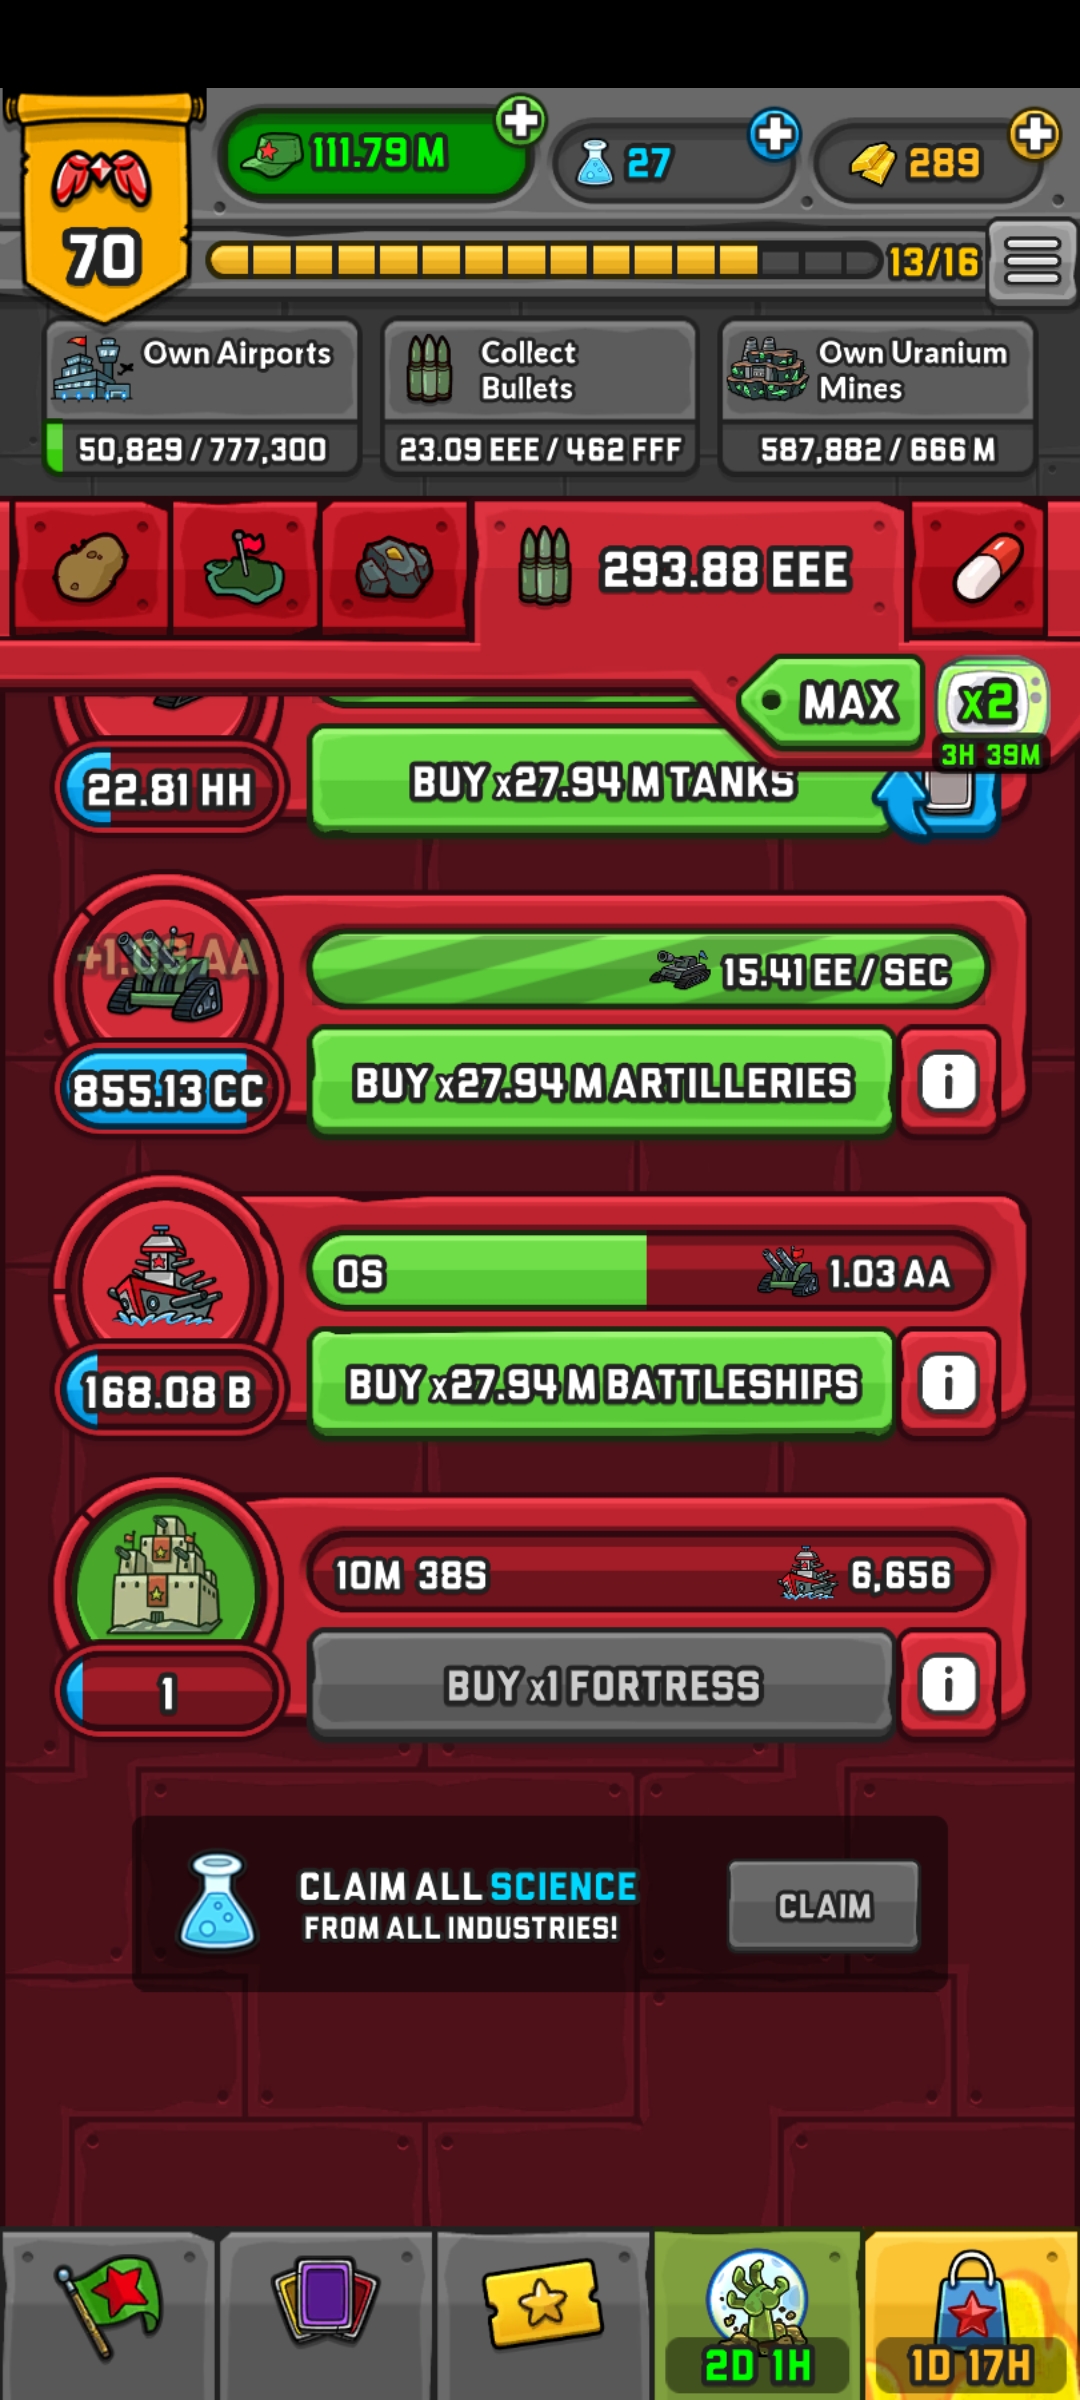 111.79 M
27
289
70
13/16
Own Airports
50,829 / 777,300
Collect
Bullets
23.09 EEE / 462 FFF
Own Uranium
Mines
587,882 / 666 M
293.88 EEE
MAX
x2
3H 39M
22.81 HH
BUY x27.94 M TANKS
+1.03 AA
15.41 EE / SEC
855.13 CC
BUY x27.94 M ARTILLERIES
i
0S
1.03 AA
168.08 B
BUY x27.94 M BATTLESHIPS
i
10M 38S
6,656
1
BUY x1 FORTRESS
i
CLAIM ALL SCIENCE
FROM ALL INDUSTRIES!
CLAIM
2D 1H
1D 17H